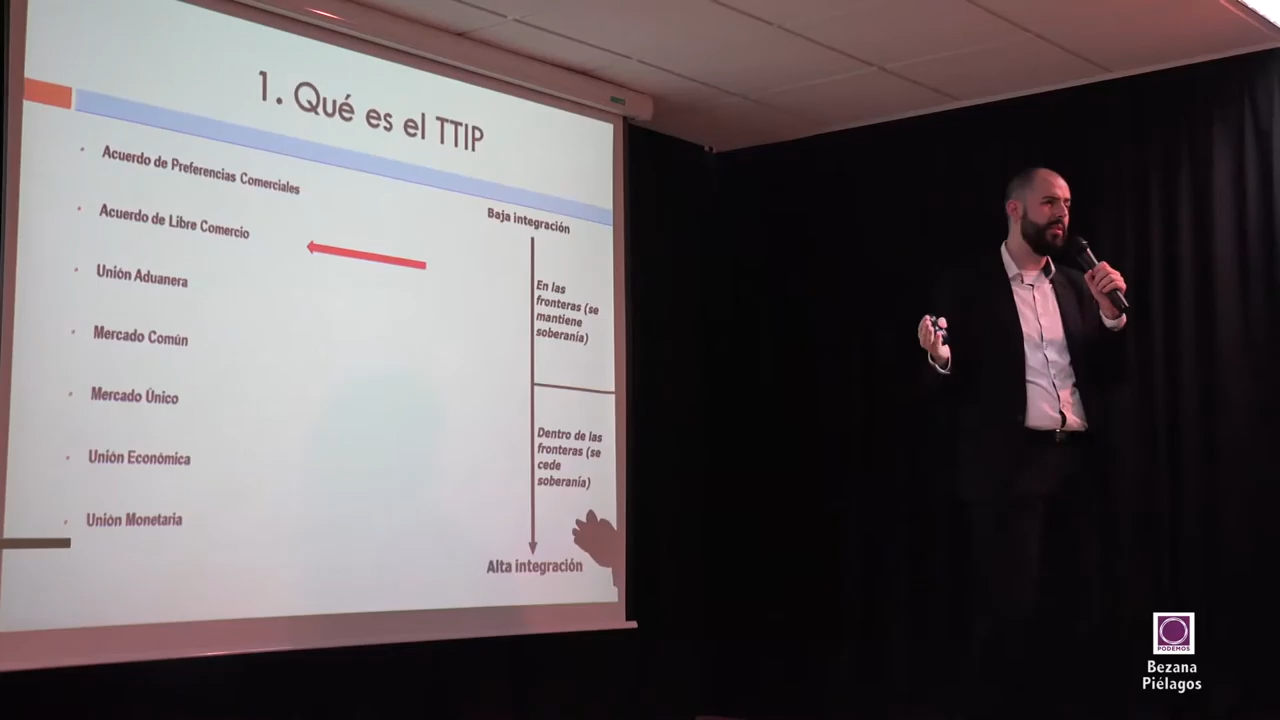 1. Qué es el TTIP
Acuerdo de Preferencias Comerciales
Acuerdo de Libre Comercio
Unión Aduanera
Mercado Común
Mercado Único
Unión Económica
Unión Monetaria
Baja integración
En las
fronteras (se
mantiene
soberanía)
Dentro de las
fronteras (se
cede
soberanía)
Alta integración
PODEMOS
Bezana
Piélagos